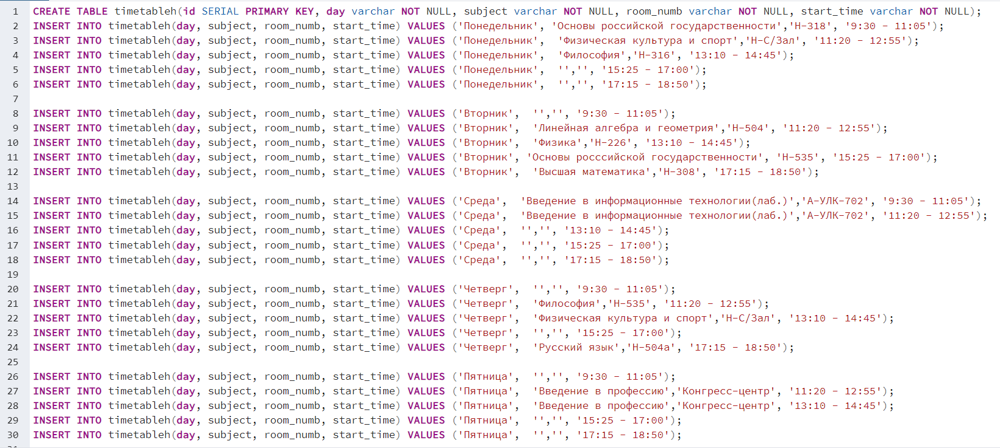 1 CREATE TABLE timetableh(id SERIAL PRIMARY KEY, day varchar NOT NULL, subject varchar NOT NULL, room_numb varchar NOT NULL, start_time varchar NOT NULL);
2 INSERT INTO timetableh(day, subject, room_numb, start_time) VALUES ('Понедельник', 'Основы российской государственности','Н-318', '9:30 - 11:05');
3 INSERT INTO timetableh(day, subject, room_numb, start_time) VALUES ('Понедельник',  'Физическая культура и спорт','Н-С/Зал', '11:20 - 12:55');
4 INSERT INTO timetableh(day, subject, room_numb, start_time) VALUES ('Понедельник',  'Философия','Н-316', '13:10 - 14:45');
5 INSERT INTO timetableh(day, subject, room_numb, start_time) VALUES ('Понедельник',  '','', '15:25 - 17:00');
6 INSERT INTO timetableh(day, subject, room_numb, start_time) VALUES ('Понедельник',  '','', '17:15 - 18:50');
7
8 INSERT INTO timetableh(day, subject, room_numb, start_time) VALUES ('Вторник',  '','', '9:30 - 11:05');
9 INSERT INTO timetableh(day, subject, room_numb, start_time) VALUES ('Вторник',  'Линейная алгебра и геометрия','Н-504', '11:20 - 12:55');
10 INSERT INTO timetableh(day, subject, room_numb, start_time) VALUES ('Вторник',  'Физика','Н-226', '13:10 - 14:45');
11 INSERT INTO timetableh(day, subject, room_numb, start_time) VALUES ('Вторник', 'Основы росссийской государственности', 'Н-535', '15:25 - 17:00');
12 INSERT INTO timetableh(day, subject, room_numb, start_time) VALUES ('Вторник',  'Высшая математика','Н-308', '17:15 - 18:50');
13
14 INSERT INTO timetableh(day, subject, room_numb, start_time) VALUES ('Среда',  'Введение в информационные технологии(лаб.)','А-УЛК-702', '9:30 - 11:05');
15 INSERT INTO timetableh(day, subject, room_numb, start_time) VALUES ('Среда',  'Введение в информационные технологии(лаб.)','А-УЛК-702', '11:20 - 12:55');
16 INSERT INTO timetableh(day, subject, room_numb, start_time) VALUES ('Среда',  '','', '13:10 - 14:45');
17 INSERT INTO timetableh(day, subject, room_numb, start_time) VALUES ('Среда',  '','', '15:25 - 17:00');
18 INSERT INTO timetableh(day, subject, room_numb, start_time) VALUES ('Среда',  '','', '17:15 - 18:50');
19
20 INSERT INTO timetableh(day, subject, room_numb, start_time) VALUES ('Четверг',  '','', '9:30 - 11:05');
21 INSERT INTO timetableh(day, subject, room_numb, start_time) VALUES ('Четверг',  'Философия','Н-535', '11:20 - 12:55');
22 INSERT INTO timetableh(day, subject, room_numb, start_time) VALUES ('Четверг',  'Физическая культура и спорт','Н-С/Зал', '13:10 - 14:45');
23 INSERT INTO timetableh(day, subject, room_numb, start_time) VALUES ('Четверг',  '','', '15:25 - 17:00');
24 INSERT INTO timetableh(day, subject, room_numb, start_time) VALUES ('Четверг',  'Русский язык','Н-504а', '17:15 - 18:50');
25
26 INSERT INTO timetableh(day, subject, room_numb, start_time) VALUES ('Пятница',  '','', '9:30 - 11:05');
27 INSERT INTO timetableh(day, subject, room_numb, start_time) VALUES ('Пятница',  'Введение в профессию','Конгресс-центр', '11:20 - 12:55');
28 INSERT INTO timetableh(day, subject, room_numb, start_time) VALUES ('Пятница',  'Введение в профессию','Конгресс-центр', '13:10 - 14:45');
29 INSERT INTO timetableh(day, subject, room_numb, start_time) VALUES ('Пятница',  '','', '15:25 - 17:00');
30 INSERT INTO timetableh(day, subject, room_numb, start_time) VALUES ('Пятница',  '','', '17:15 - 18:50');